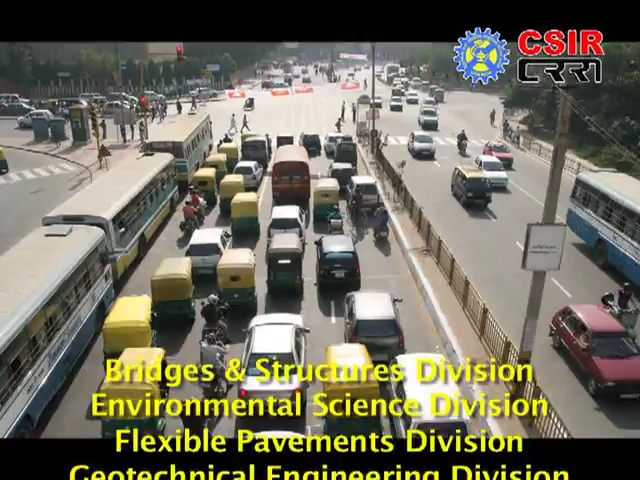 CSIR
CRRI
Bridges & Structures Division
Environmental Science Division
Flexible Pavements Division
Geotechnical Engineering Division